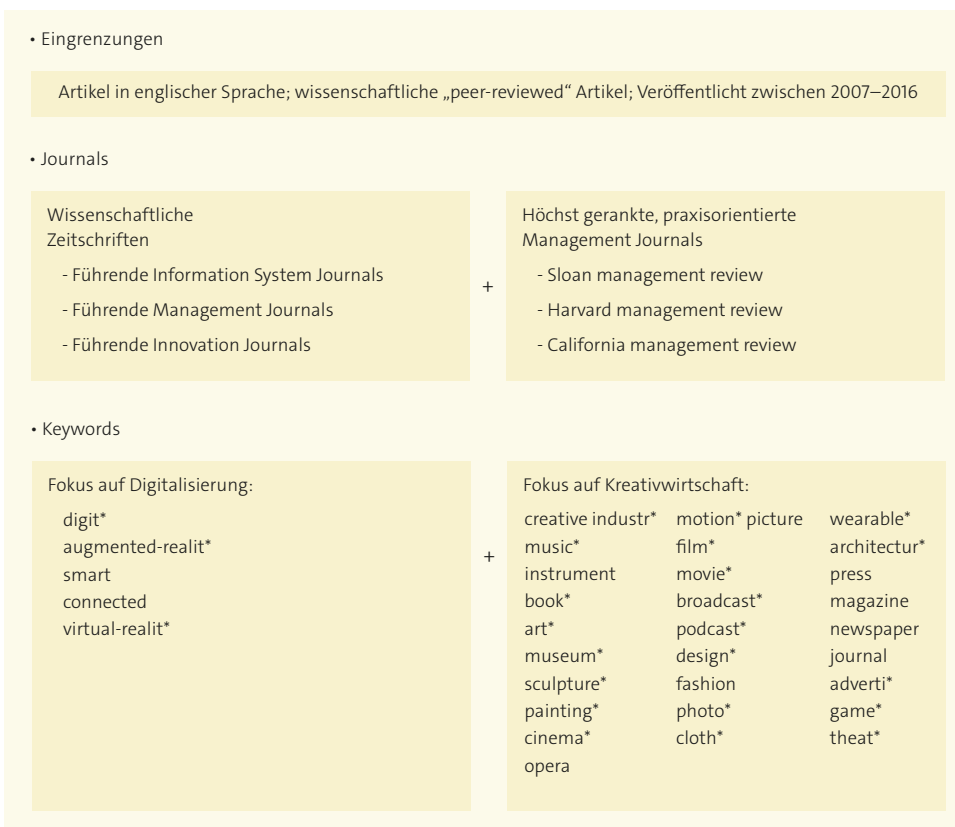 • Eingrenzungen
Artikel in englischer Sprache; wissenschaftliche „peer-reviewed“ Artikel; Veröffentlicht zwischen 2007–2016
• Journals
Wissenschaftliche
Zeitschriften
- Führende Information System Journals
- Führende Management Journals
- Führende Innovation Journals
+
Höchst gerankte, praxisorientierte
Management Journals
- Sloan management review
- Harvard management review
- California management review
• Keywords
Fokus auf Digitalisierung:
digit*
augmented-realit*
smart
connected
virtual-realit*
+
Fokus auf Kreativwirtschaft:
creative industr*
music*
instrument
book*
art*
museum*
sculpture*
painting*
cinema*
opera
motion* picture
film*
movie*
broadcast*
podcast*
design*
fashion
photo*
cloth*
wearable*
architectur*
press
magazine
newspaper
journal
adverti*
game*
theat*